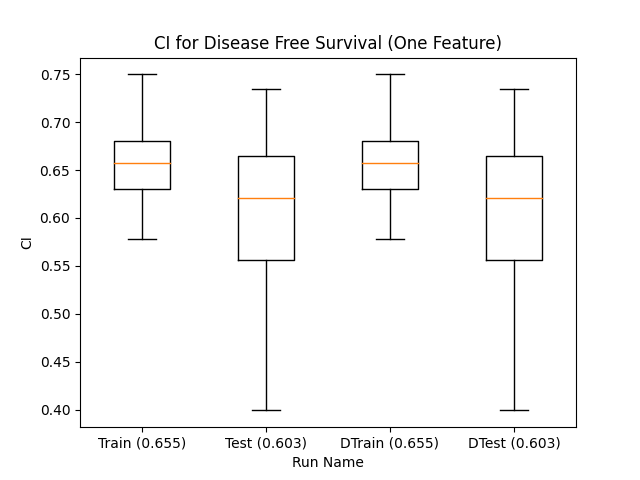 CI for Disease Free Survival (One Feature)
0.75
0.70
0.65
0.60
0.55
0.50
0.45
0.40
CI
Train (0.655) Test (0.603) DTrain (0.655) DTest (0.603)
Run Name